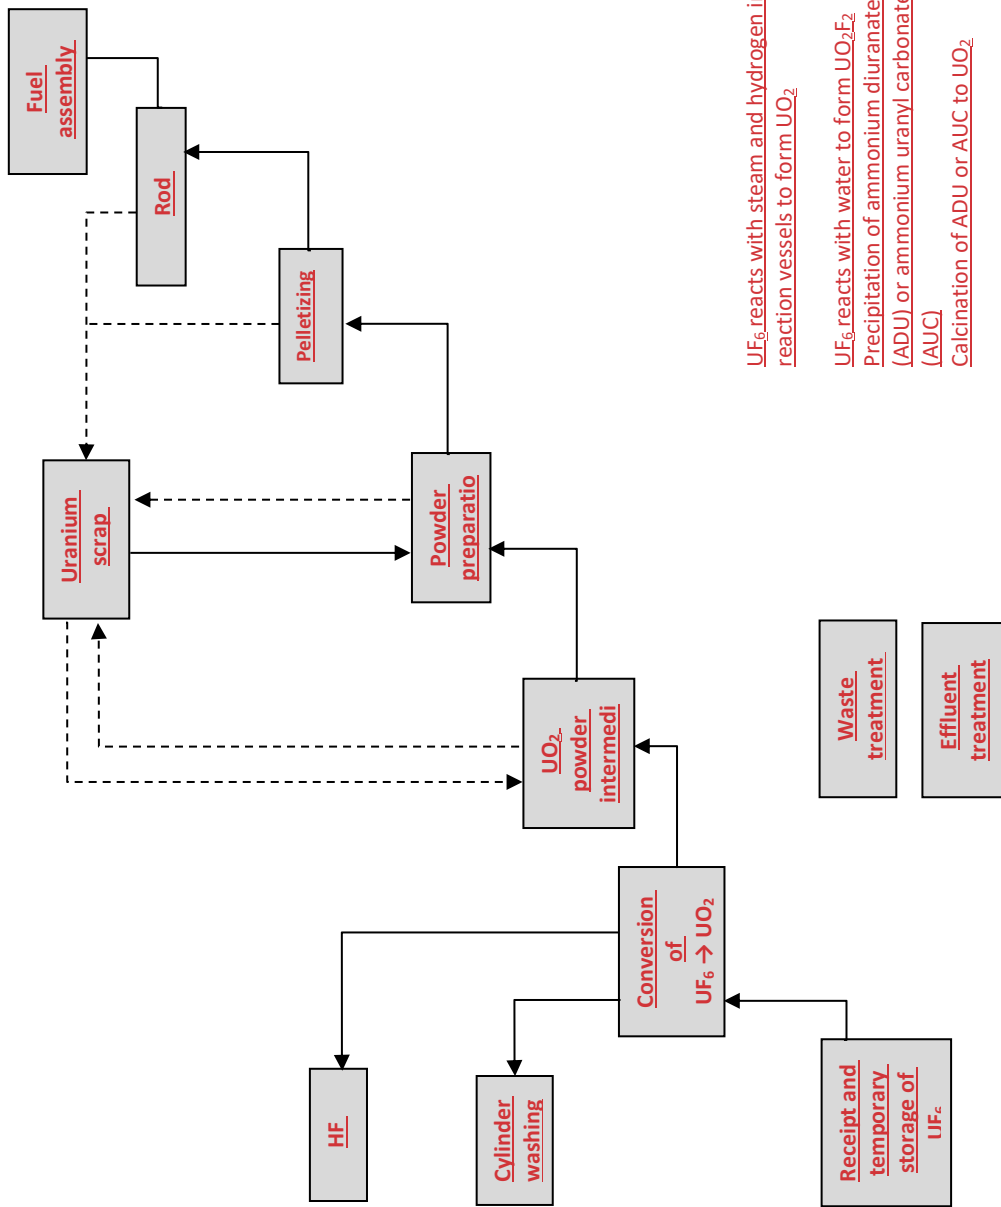 Fuel
assembly
Uranium
scrap
Rod
Pelletizing
HF
Powder
preparatio
Cylinder
washing
UO₂
powder
intermedi
Conversion
of
UF₆ → UO₂
Receipt and
temporary
storage of
UF₆
Waste
treatment
Effluent
treatment
UF₆ reacts with steam and hydrogen in
reaction vessels to form UO₂
UF₆ reacts with water to form UO₂F₂
Precipitation of ammonium diuranate
(ADU) or ammonium uranyl carbonate
(AUC)
Calcination of ADU or AUC to UO₂